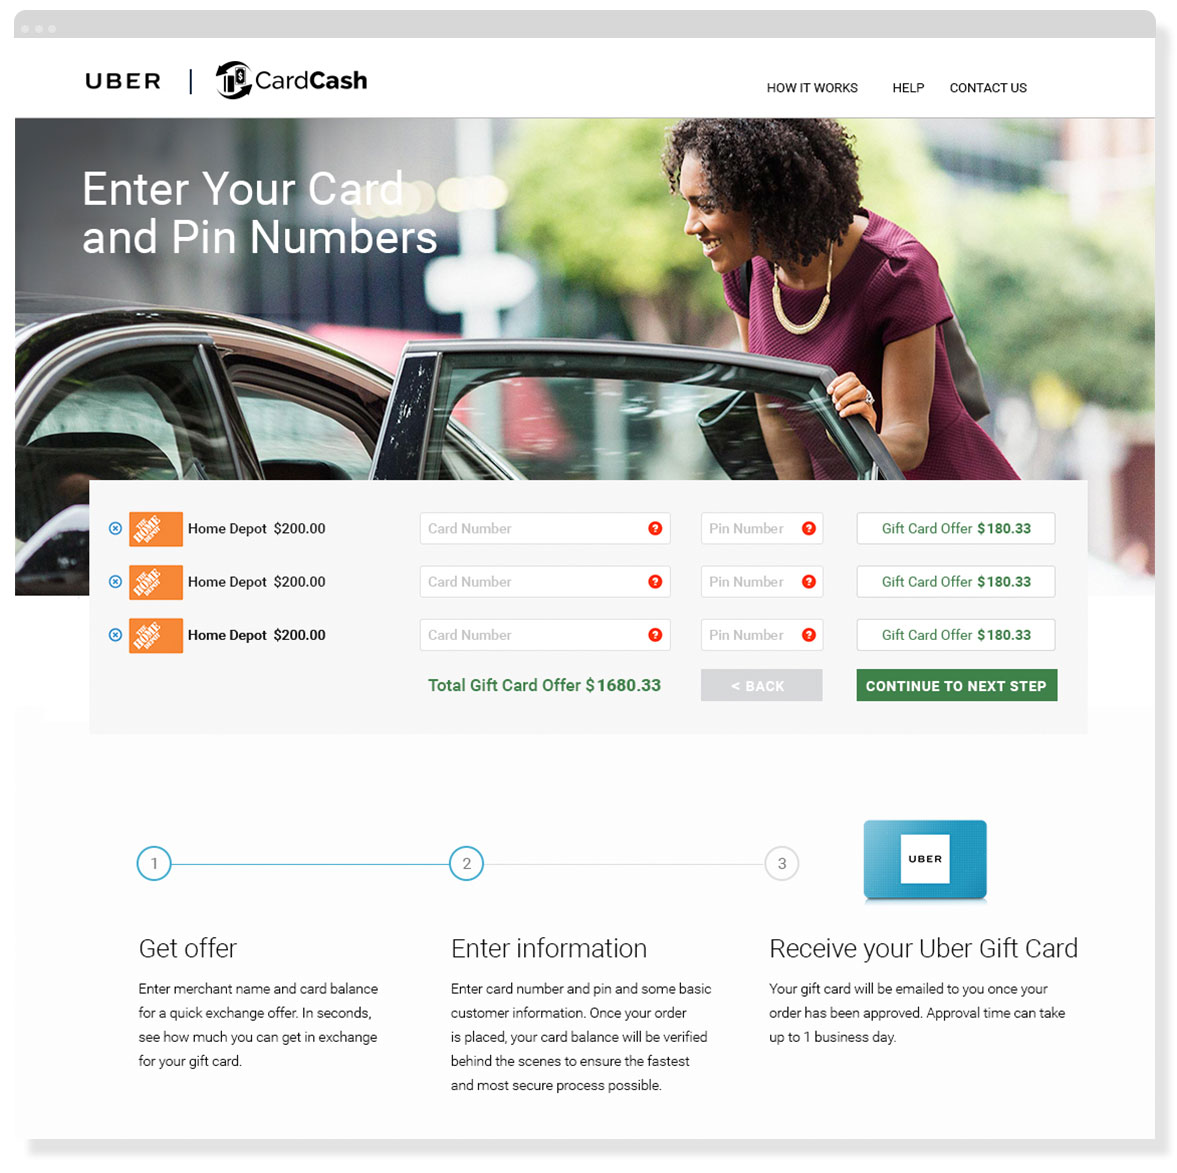 UBER | CardCash
HOW IT WORKS HELP CONTACT US
Enter Your Card
and Pin Numbers
THE HOME DEPOT Home Depot $200.00 Card Number ? Pin Number ? Gift Card Offer $180.33
THE HOME DEPOT Home Depot $200.00 Card Number ? Pin Number ? Gift Card Offer $180.33
THE HOME DEPOT Home Depot $200.00 Card Number ? Pin Number ? Gift Card Offer $180.33
Total Gift Card Offer $1680.33 < BACK CONTINUE TO NEXT STEP
1 2 3 UBER
Get offer
Enter merchant name and card balance
for a quick exchange offer. In seconds,
see how much you can get in exchange
for your gift card.
Enter information
Enter card number and pin and some basic
customer information. Once your order
is placed, your card balance will be verified
behind the scenes to ensure the fastest
and most secure process possible.
Receive your Uber Gift Card
Your gift card will be emailed to you once your
order has been approved. Approval time can take
up to 1 business day.